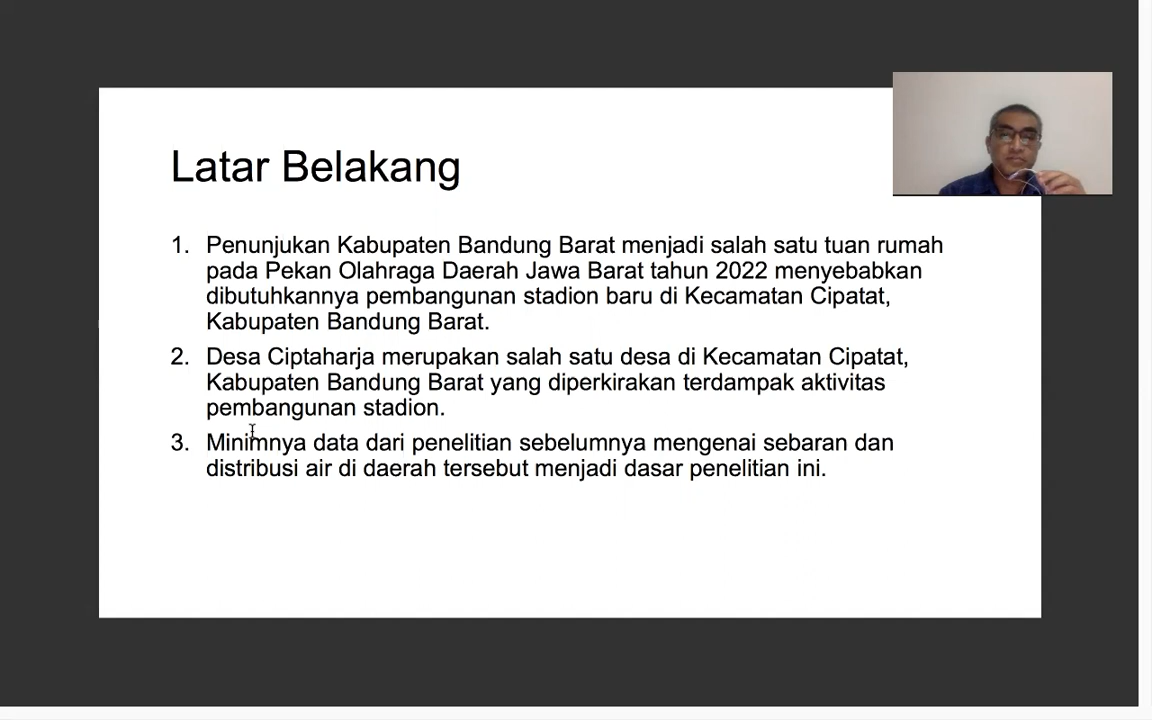 Latar Belakang
1. Penunjukan Kabupaten Bandung Barat menjadi salah satu tuan rumah
pada Pekan Olahraga Daerah Jawa Barat tahun 2022 menyebabkan
dibutuhkannya pembangunan stadion baru di Kecamatan Cipatat,
Kabupaten Bandung Barat.
2. Desa Ciptaharja merupakan salah satu desa di Kecamatan Cipatat,
Kabupaten Bandung Barat yang diperkirakan terdampak aktivitas
pembangunan stadion.
3. Minimnya data dari penelitian sebelumnya mengenai sebaran dan
distribusi air di daerah tersebut menjadi dasar penelitian ini.